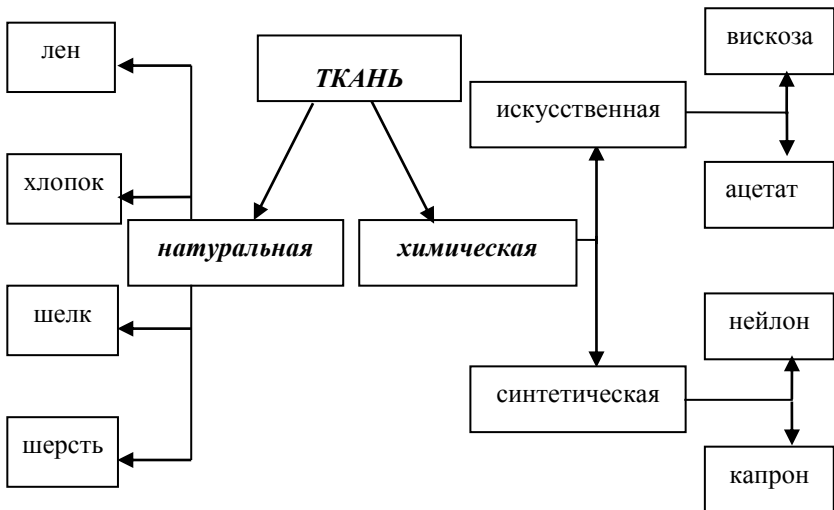 лен
ТКАНЬ
вискоза
искусственная
хлопок
ацетат
натуральная
химическая
шелк
нейлон
синтетическая
шерсть
капрон